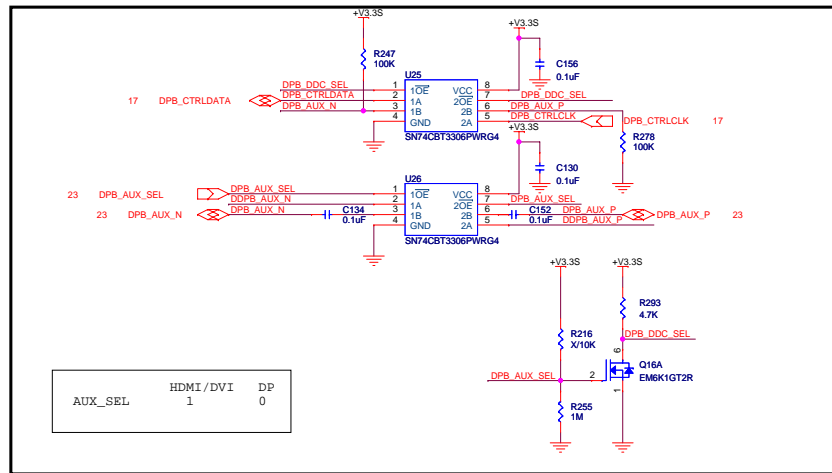 +V3.3S +V3.3S
R247
100K
C156
0.1uF
U25
DPB_DDC_SEL 1 1OE VCC 8
17 DPB_CTRLDATA DPB_CTRLDATA 2 1A 2OE 7 DPB_DDC_SEL
DPB_AUX_N 3 1B 2B 6 DPB_AUX_P
4 GND 2A 5 DPB_CTRLCLK DPB_CTRLCLK 17
SN74CBT3306PWRG4
+V3.3S
R278
100K
C130
0.1uF
U26
23 DPB_AUX_SEL DPB_AUX_SEL 1 1OE VCC 8
DDPB_AUX_N 2 1A 2OE 7 DPB_AUX_SEL
23 DPB_AUX_N DPB_AUX_N C134 3 1B 2B 6 C152 DPB_AUX_P DPB_AUX_P 23
0.1uF 4 GND 2A 5 0.1uF DDPB_AUX_P
SN74CBT3306PWRG4
+V3.3S +V3.3S
R293
4.7K
R216
X/10K
DPB_DDC_SEL
6
Q16A
DPB_AUX_SEL 2 EM6K1GT2R
1
R255
1M
HDMI/DVI DP
AUX_SEL 1 0